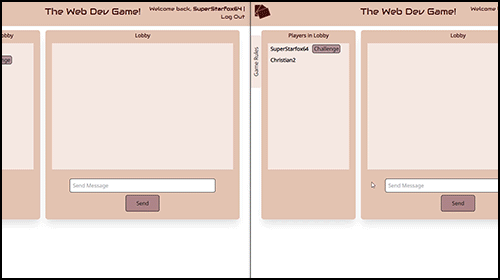 The Web Dev Game!
Welcome back, SuperStarfox64 |
Log Out
Lobby
enge
Send Message
Send
The Web Dev Game!
Welcome
Game Rules
Players in Lobby
SuperStarfox64 Challenge
Christian2
Lobby
Send Message
Send